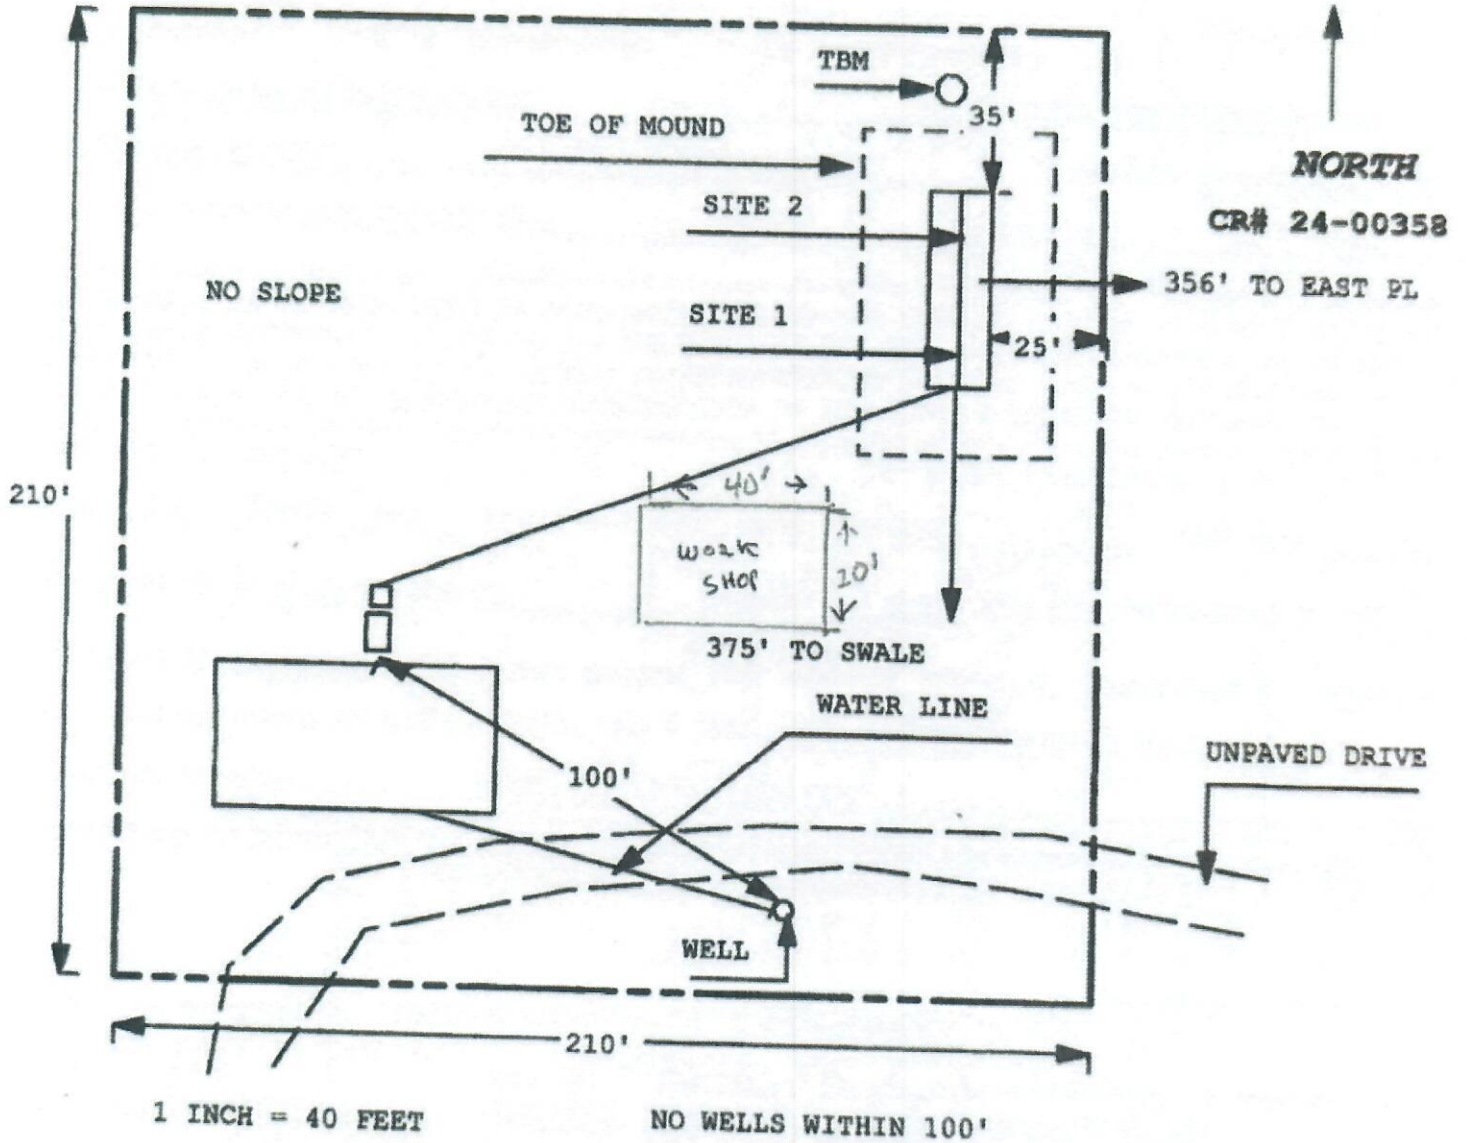 TBM
35'
TOE OF MOUND
NORTH
SITE 2
CR# 24-00358
356' TO EAST PL
NO SLOPE
SITE 1
25'
210'
40'
WORK
SHOP
20'
375' TO SWALE
WATER LINE
UNPAVED DRIVE
100'
WELL
210'
1 INCH = 40 FEET
NO WELLS WITHIN 100'